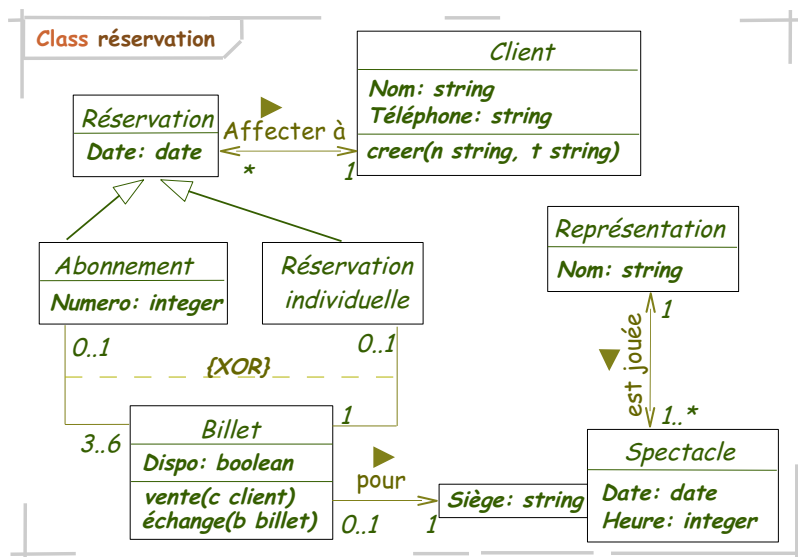 Class réservation
Client
Nom: string
Téléphone: string
creer(n string, t string)
Réservation
Date: date
Affecter à
*
1
Abonnement
Numero: integer
Réservation
individuelle
Représentation
Nom: string
0..1
0..1
{XOR}
1
est jouée
1..*
3..6
1
Billet
Dispo: boolean
vente(c client)
échange(b billet)
pour
0..1
1
Siège: string
Spectacle
Date: date
Heure: integer